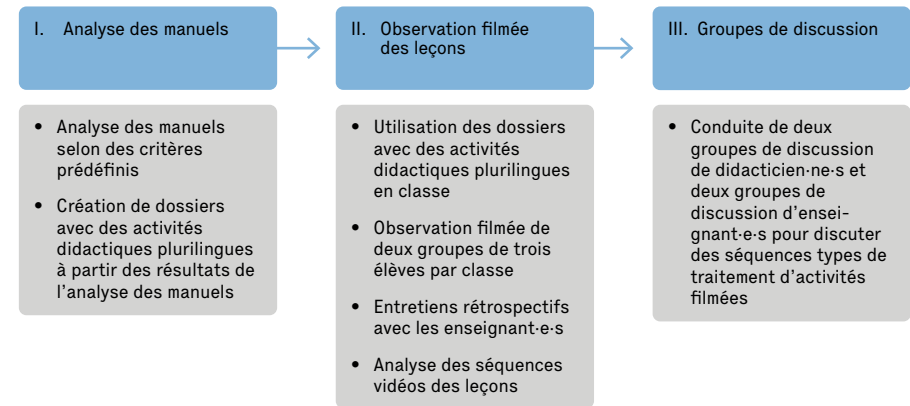 I. Analyse des manuels
• Analyse des manuels
selon des critères
prédéfinis
• Création de dossiers
avec des activités
didactiques plurilingues
à partir des résultats de
l’analyse des manuels
II. Observation filmée
des leçons
• Utilisation des dossiers
avec des activités
didactiques plurilingues
en classe
• Observation filmée de
deux groupes de trois
élèves par classe
• Entretiens rétrospectifs
avec les enseignant·e·s
• Analyse des séquences
vidéos des leçons
III. Groupes de discussion
• Conduite de deux
groupes de discussion
de didacticien·ne·s et
deux groupes de
discussion d’ensei-
gnant·e·s pour discuter
des séquences types de
traitement d’activités
filmées